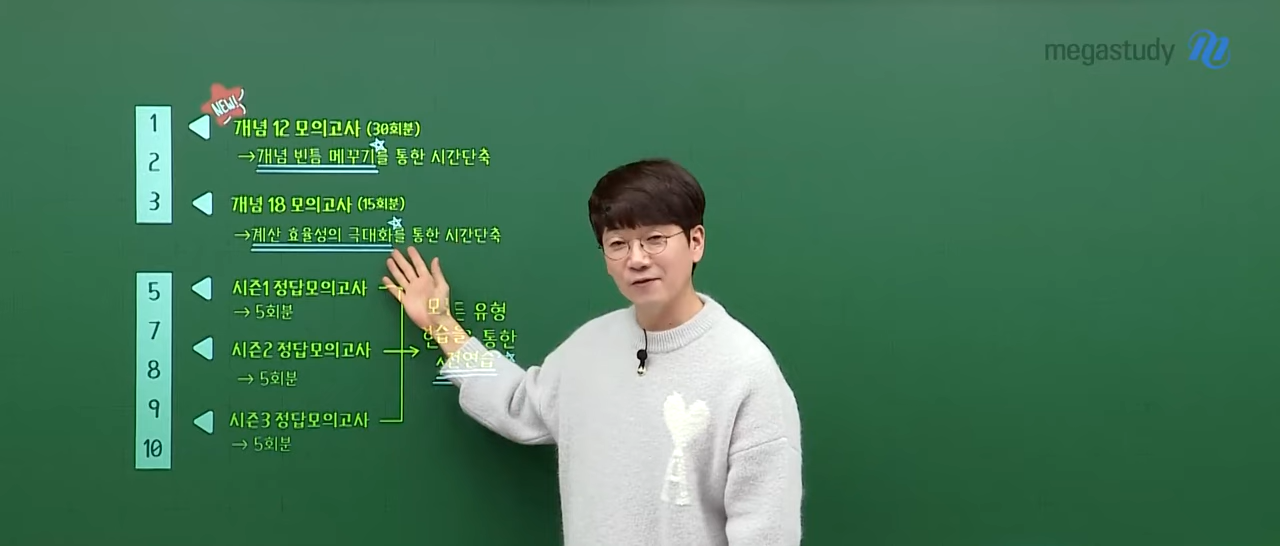 megastudy
NEW!
1
개념 12 모의고사 (30회분)
2
→개념 빈틈 메꾸기를 통한 시간단축
3
개념 18 모의고사 (15회분)
→계산 효율성의 극대화를 통한 시간단축
5
시즌1 정답모의고사
→ 5회분
유형
7
통한
시즌2 정답모의고사
8
→ 5회분
9
시즌3 정답모의고사
10
→ 5회분